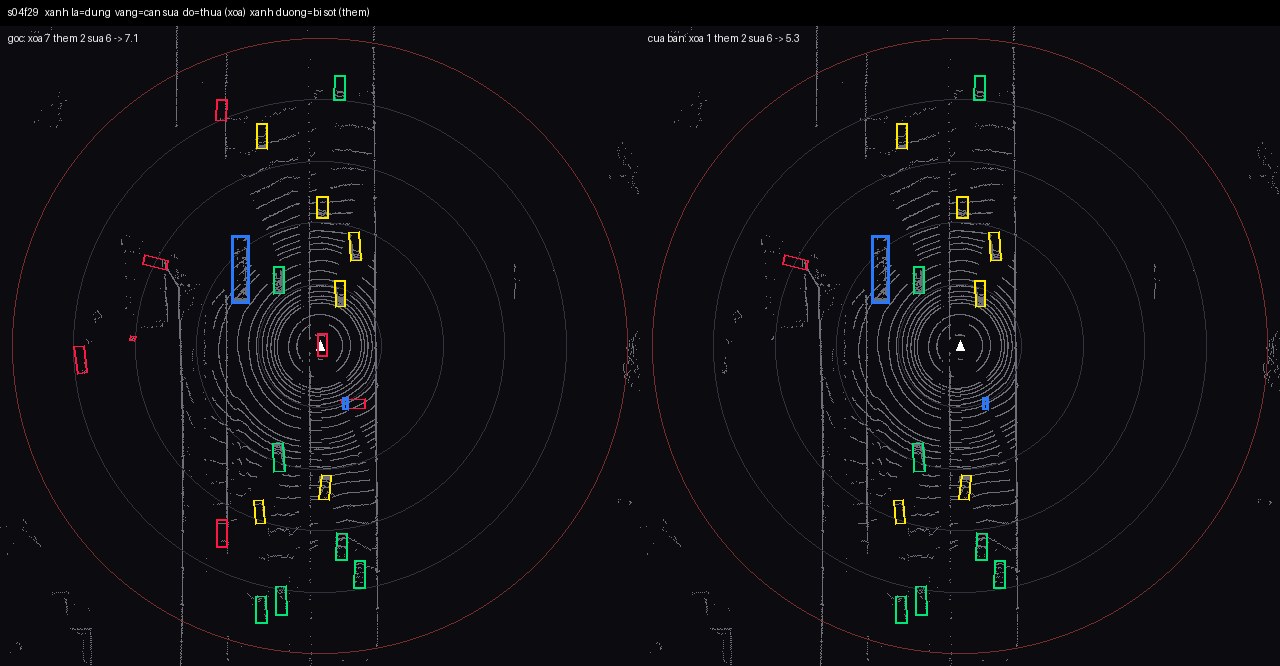 s04f29 xanh la=dung vang=can sua do=thua (xoa) xanh duong=bi sot (them)
goc: xoa 7 them 2 sua 6 -> 7.1
cua ban: xoa 1 them 2 sua 6 -> 5.3